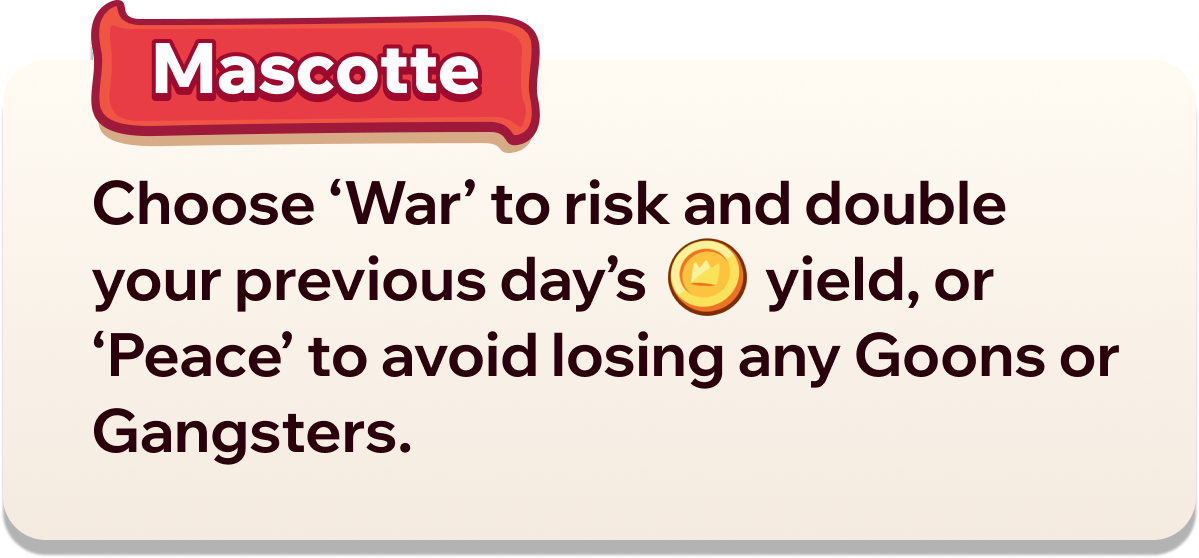 Mascotte
Choose ‘War’ to risk and double
your previous day’s yield, or
‘Peace’ to avoid losing any Goons or
Gangsters.